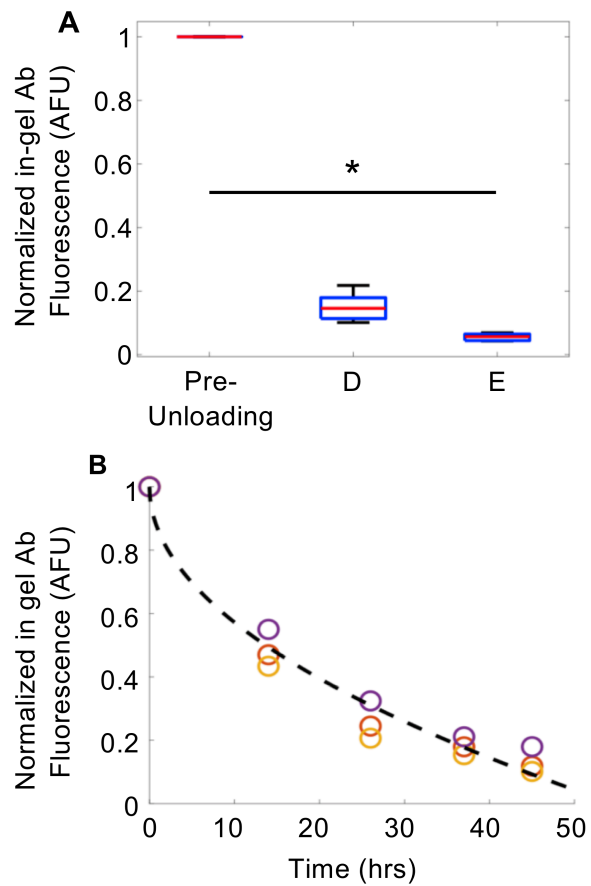 A
Normalized in-gel Ab
Fluorescence (AFU)
1
0.8
0.6
0.4
0.2
0
*
Pre-
Unloading
D
E
B
Normalized in gel Ab
Fluorescence (AFU)
1
0.8
0.6
0.4
0.2
0
0 10 20 30 40 50
Time (hrs)